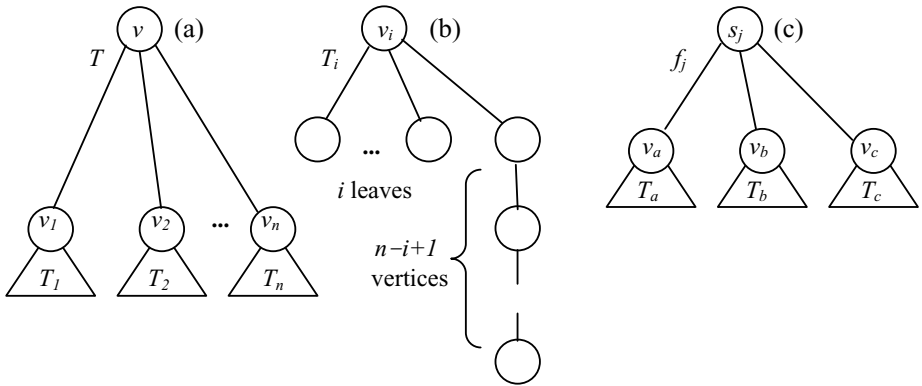 v (a)
T
v1 v2 ... vn
T1 T2 Tn
vi (b)
Ti
...
i leaves
n−i+1
vertices
sj (c)
fj
va vb vc
Ta Tb Tc